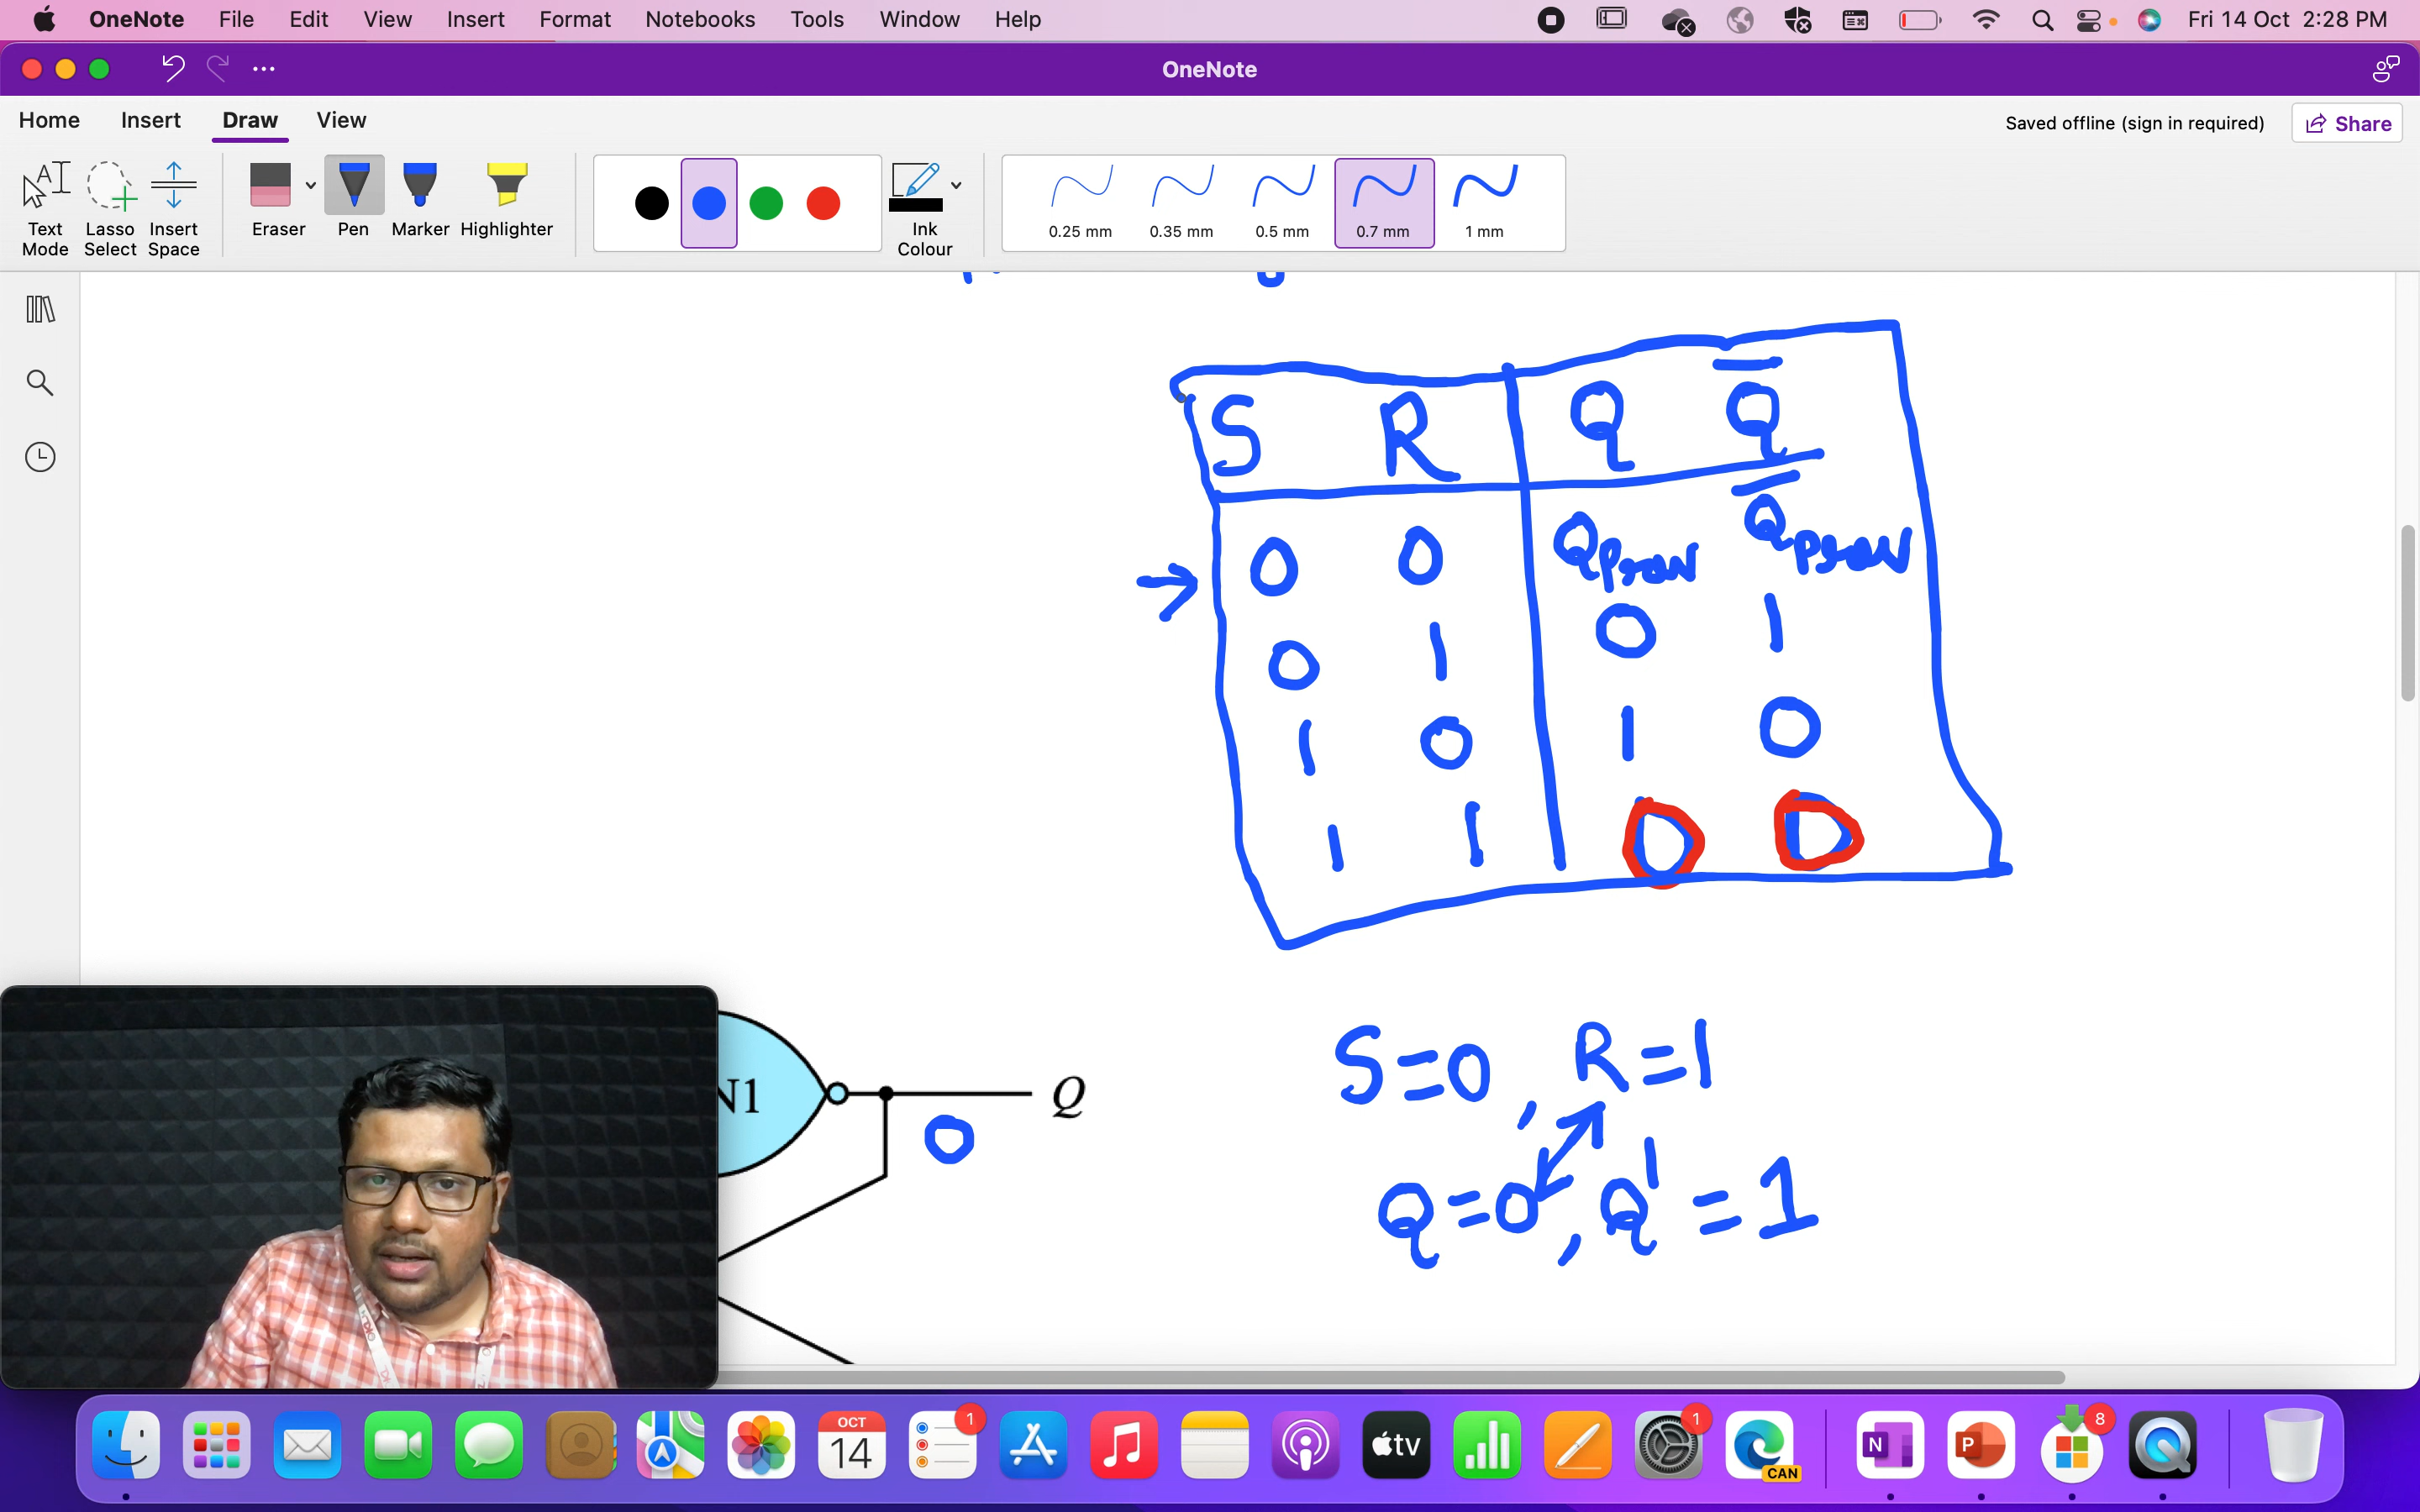 OneNote File Edit View Insert Format Notebooks Tools Window Help Fri 14 Oct 2:28 PM
OneNote
Home Insert Draw View Saved offline (sign in required) Share
Text Mode Lasso Select Insert Space Eraser Pen Marker Highlighter Ink Colour 0.25 mm 0.35 mm 0.5 mm 0.7 mm 1 mm
S R Q Q̅
0 0 Qprev Q̅prev
0 1 0 1
1 0 1 0
1 1 0 0
S=0, R=1
N1 Q
0
Q=0, Q' = 1
OCT
14
1
tv
1
CAN
N
P
8